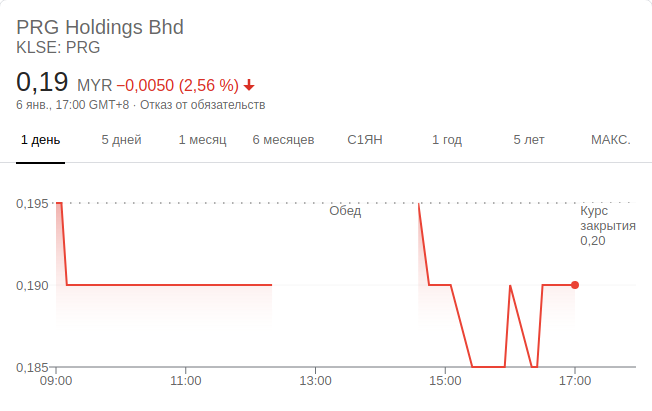 PRG Holdings Bhd
KLSE: PRG
0,19 MYR −0,0050 (2,56 %)
6 янв., 17:00 GMT+8 · Отказ от обязательств
1 день 5 дней 1 месяц 6 месяцев С1ЯН 1 год 5 лет МАКС.
0,195 Обед Курс
закрытия
0,20
0,190
0,185
09:00 11:00 13:00 15:00 17:00